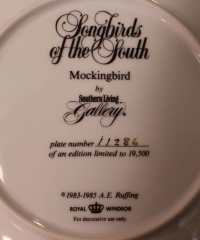 Songbirds
of the South
Mockingbird
by
Southern Living
Gallery®
plate number 11286
of an edition limited to 19,500
© 1983-1985 A. E. Ruffing
ROYAL WINDSOR
For decorative use only.